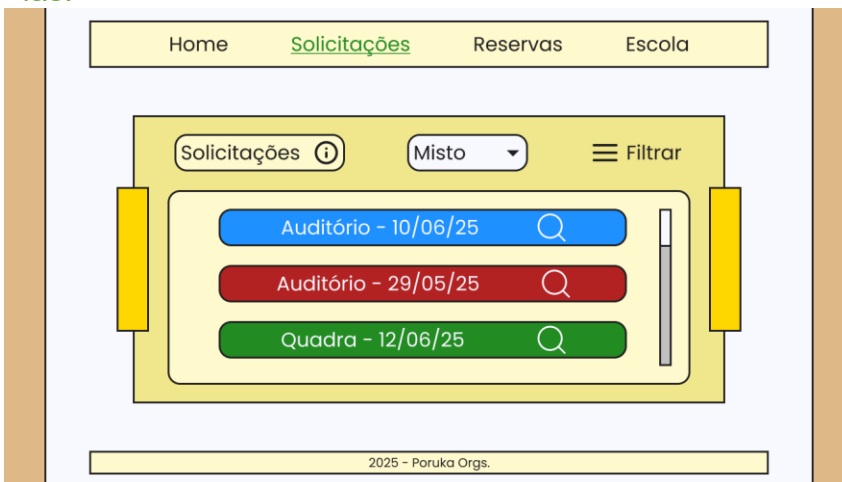 Home Solicitações Reservas Escola
Solicitações Misto Filtrar
Auditório - 10/06/25
Auditório - 29/05/25
Quadra - 12/06/25
2025 - Poruka Orgs.